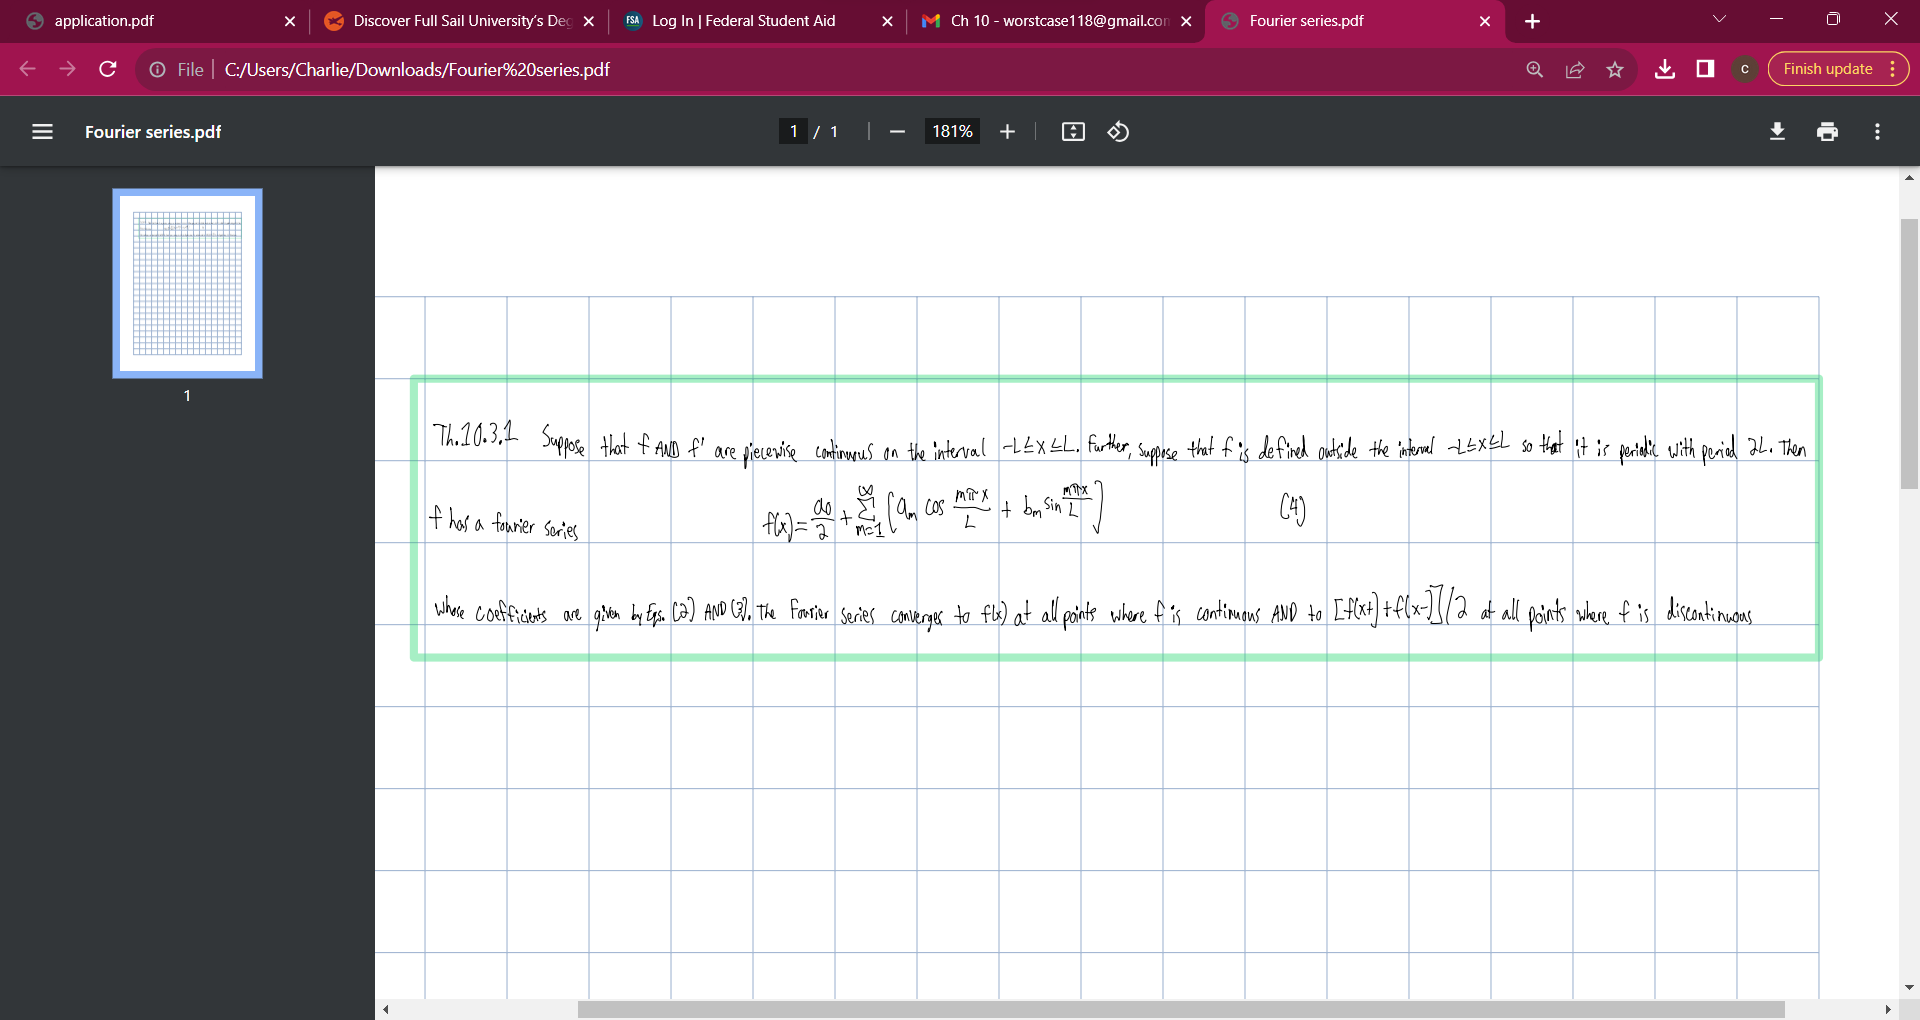 application.pdf
Discover Full Sail University's Deg
FSA Log In | Federal Student Aid
Ch 10 - worstcase118@gmail.com
Fourier series.pdf
File | C:/Users/Charlie/Downloads/Fourier%20series.pdf
C
Finish update
Fourier series.pdf
1 / 1
181%
1
Th.10.3.1 Suppose that f AND f' are piecewise continuous on the interval -L≤x≤L. Further, suppose that f is defined outside the interval -L≤x≤L so that it is periodic with period 2L. Then
f has a fourier series f(x)= a0/2 + ∑ m=1 ∞ [am cos mπx/L + bm sin mπx/L] (4)
whose coefficients are given by Eqs. (2) AND (3). The Fourier series converges to f(x) at all points where f is continuous AND to [f(x+)+f(x-)]/2 at all points where f is discontinuous